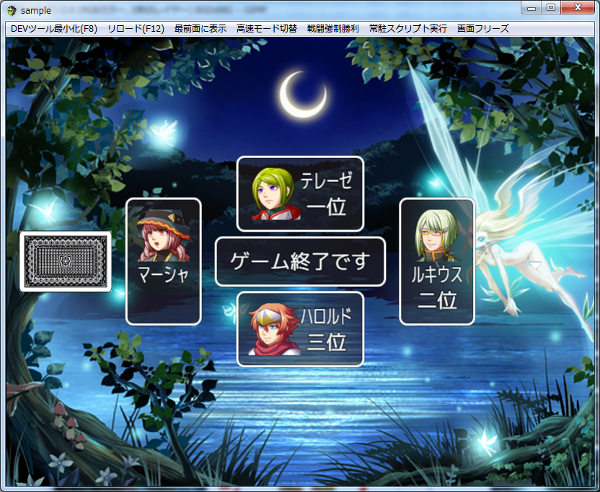 sample
DEVツール最小化(F8) リロード(F12) 最前面に表示 高速モード切替 戦闘強制勝利 常駐スクリプト実行 画面フリーズ
テレーゼ
一位
マーシャ
ゲーム終了です
ルキウス
二位
ハロルド
三位